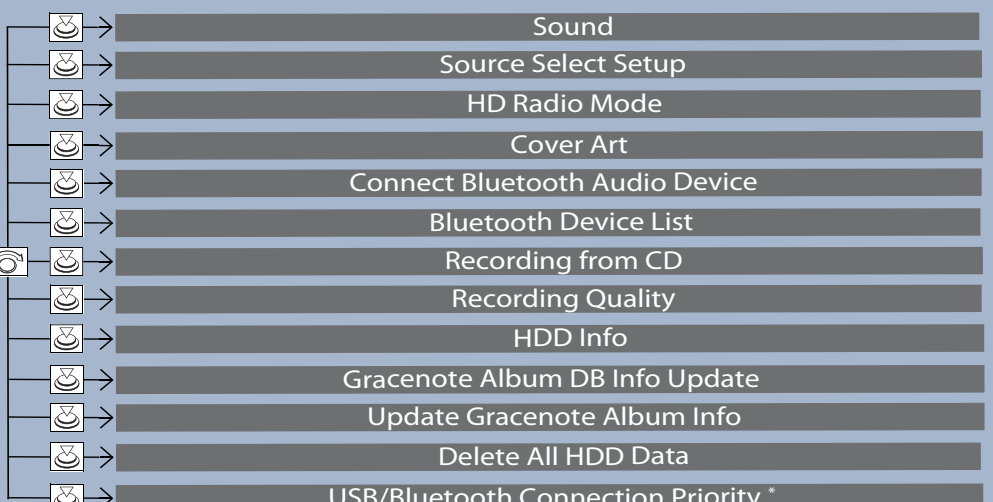 Sound
Source Select Setup
HD Radio Mode
Cover Art
Connect Bluetooth Audio Device
Bluetooth Device List
Recording from CD
Recording Quality
HDD Info
Gracenote Album DB Info Update
Update Gracenote Album Info
Delete All HDD Data
USB/Bluetooth Connection Priority *